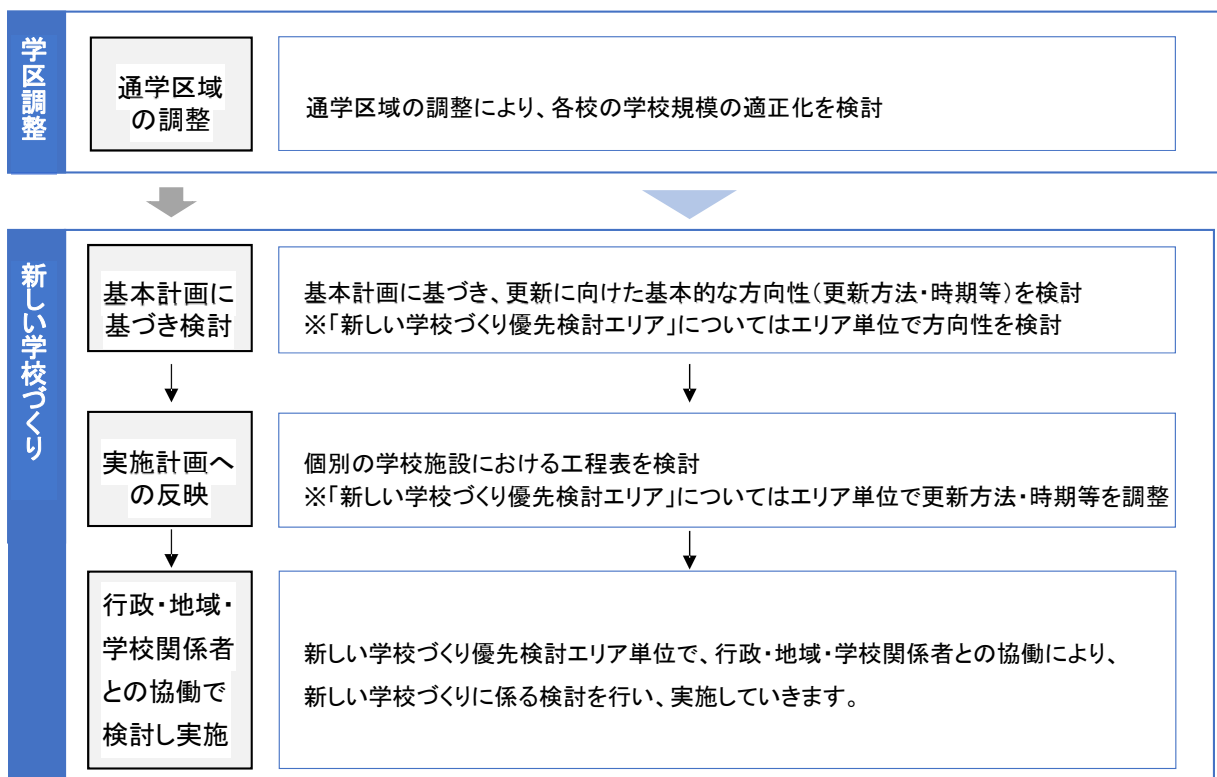 学区調整
通学区域
の調整
通学区域の調整により、各校の学校規模の適正化を検討
新しい学校づくり
基本計画に
基づき検討
基本計画に基づき、更新に向けた基本的な方向性(更新方法・時期等)を検討
※「新しい学校づくり優先検討エリア」についてはエリア単位で方向性を検討
実施計画へ
の反映
個別の学校施設における工程表を検討
※「新しい学校づくり優先検討エリア」についてはエリア単位で更新方法・時期等を調整
行政・地域・
学校関係者
との協働で
検討し実施
新しい学校づくり優先検討エリア単位で、行政・地域・学校関係者との協働により、
新しい学校づくりに係る検討を行い、実施していきます。